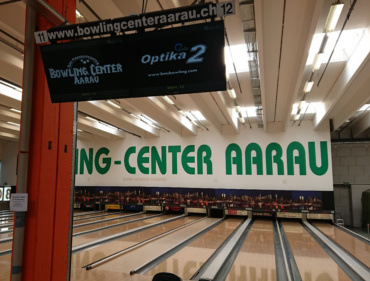 11 www.bowlingcenteraarau.ch 12
BOWLING CENTER
AARAU
Optika 2
ING-CENTER AARAU